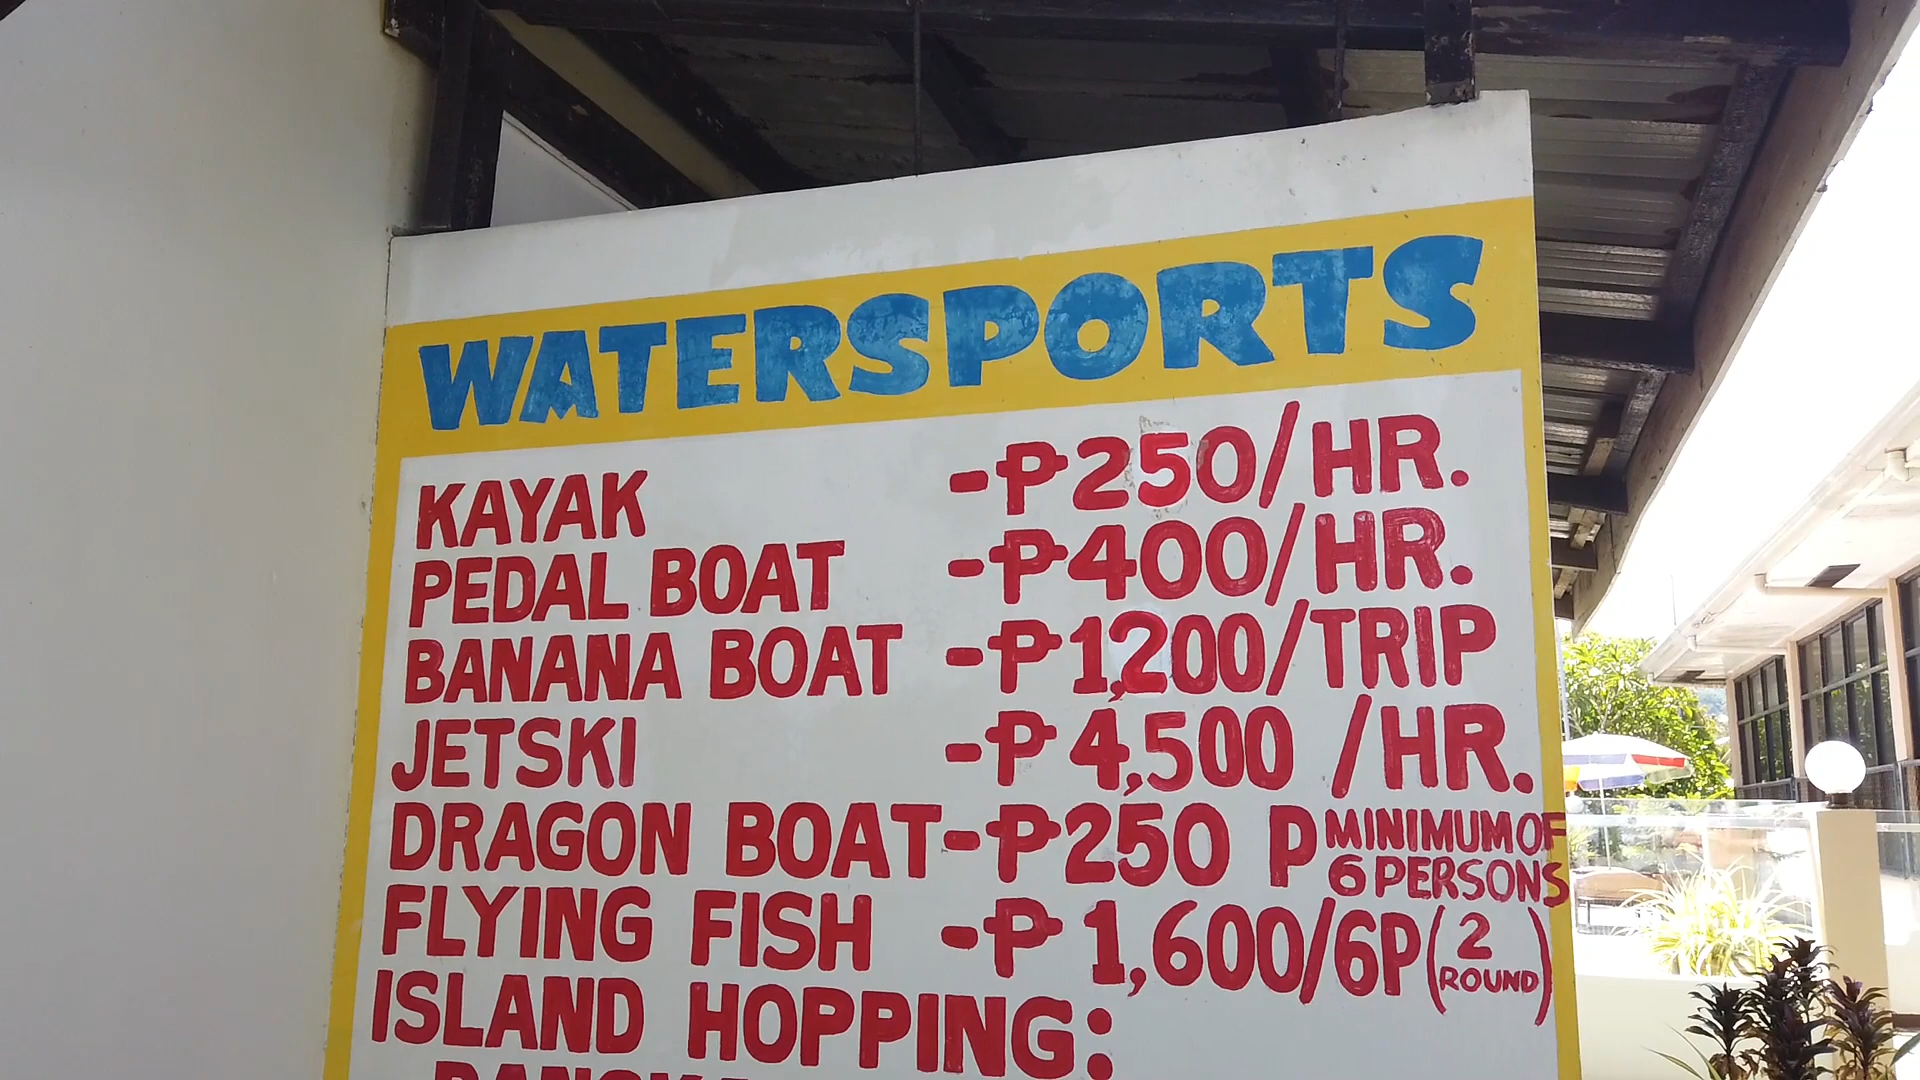 WATERSPORTS
KAYAK -₱250/HR.
PEDAL BOAT -₱400/HR.
BANANA BOAT -₱1,200/TRIP
JETSKI -₱4,500 /HR.
DRAGON BOAT-₱250 P MINIMUM OF
6 PERSONS
FLYING FISH -₱1,600/6P(2
ROUND)
ISLAND HOPPING: